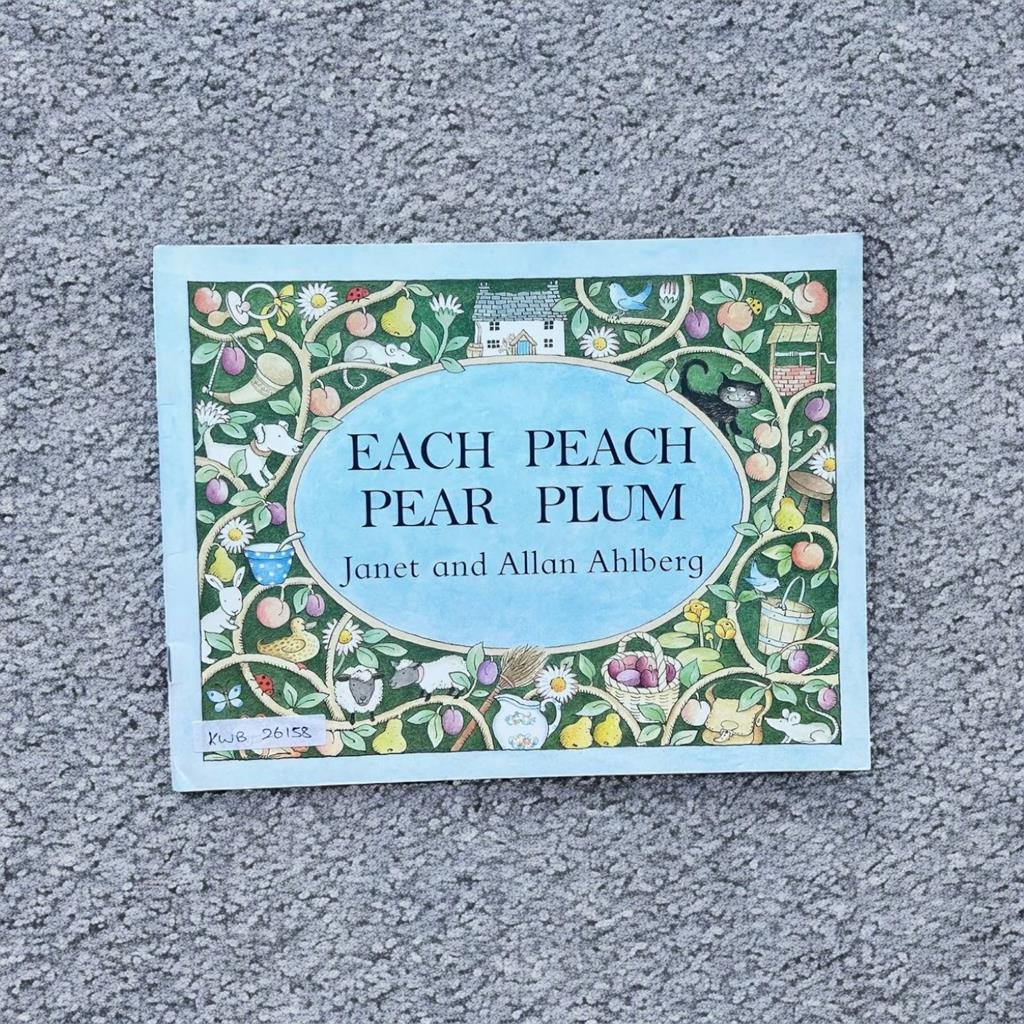 EACH PEACH
PEAR PLUM
Janet and Allan Ahlberg
KWB 26158